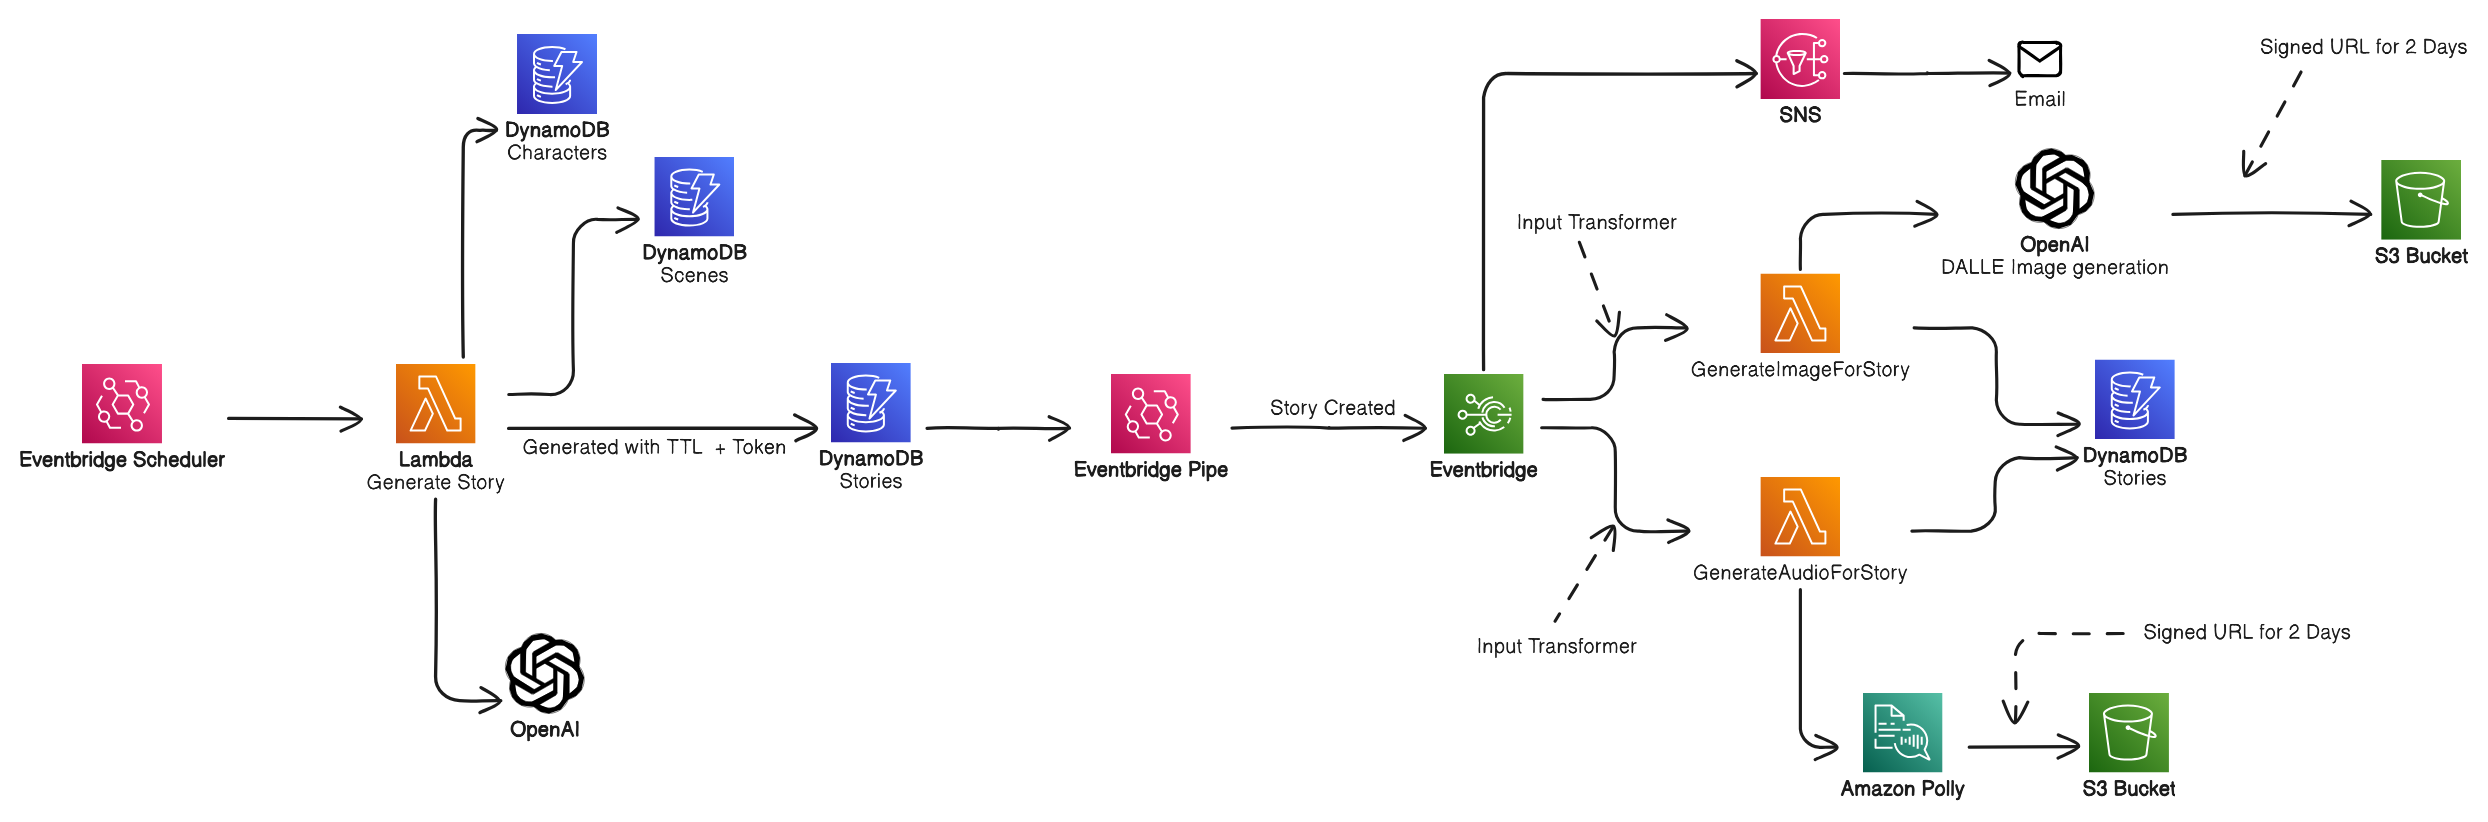 DynamoDB
Characters
DynamoDB
Scenes
Eventbridge Scheduler
Lambda
Generate Story
Generated with TTL + Token
DynamoDB
Stories
OpenAI
Eventbridge Pipe
Story Created
Eventbridge
SNS
Email
Signed URL for 2 Days
Input Transformer
OpenAI
DALLE Image generation
S3 Bucket
GenerateImageForStory
DynamoDB
Stories
GenerateAudioForStory
Input Transformer
Signed URL for 2 Days
Amazon Polly
S3 Bucket